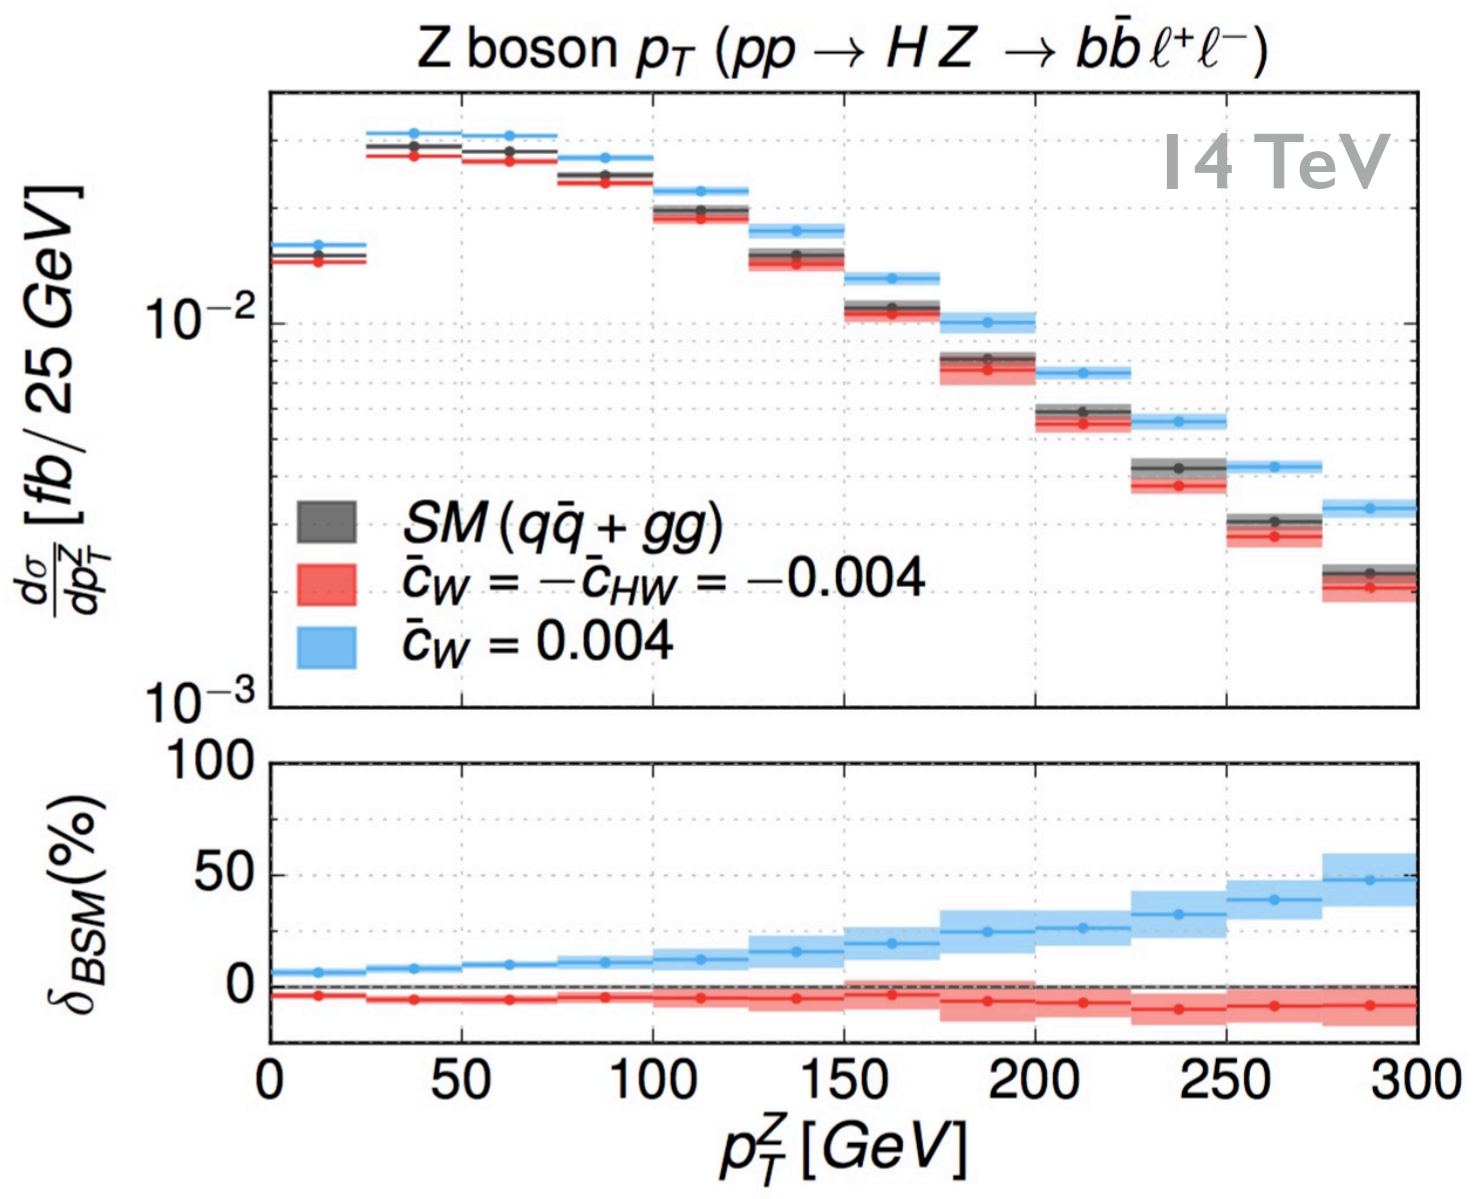 Z boson p_T (pp → H Z → bb̄ ℓ⁺ℓ⁻)
14 TeV
dσ/dp_T^Z [fb / 25 GeV]
10⁻²
10⁻³
SM (qq̄ + gg)
c̄_W = −c̄_HW = −0.004
c̄_W = 0.004
δ_BSM(%)
100
50
0
0 50 100 150 200 250 300
p_T^Z [GeV]